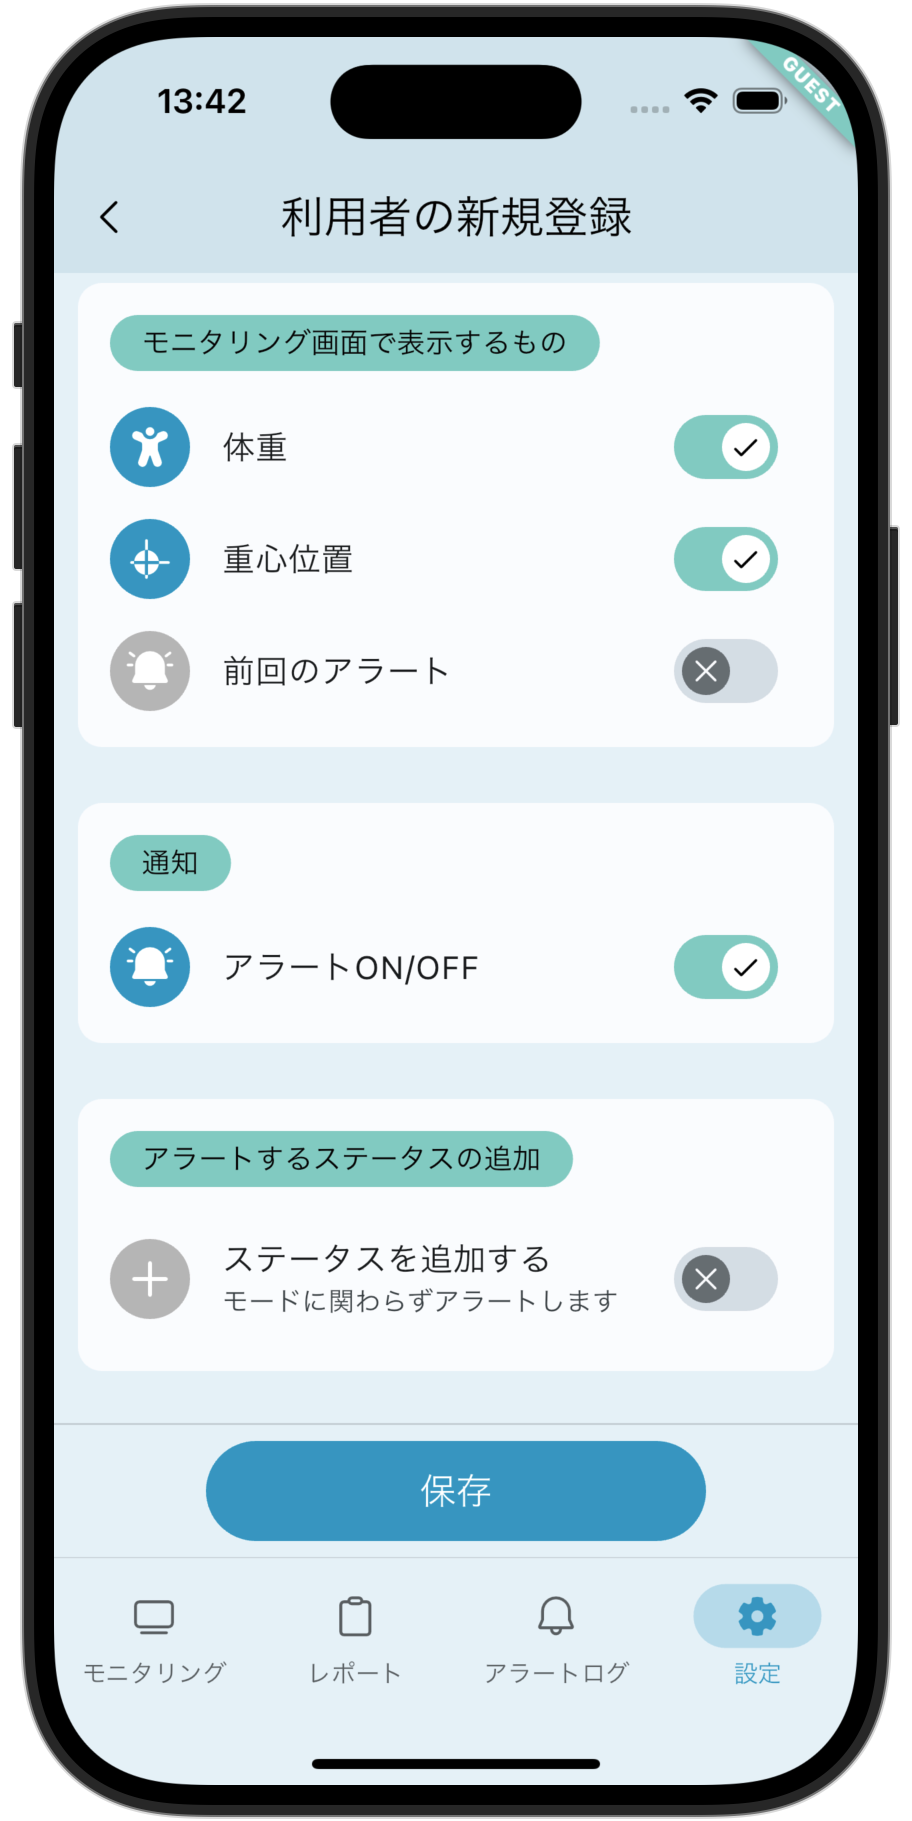 13:42
GUEST
利用者の新規登録
モニタリング画面で表示するもの
体重
重心位置
前回のアラート
通知
アラートON/OFF
アラートするステータスの追加
ステータスを追加する
モードに関わらずアラートします
保存
モニタリング
レポート
アラートログ
設定